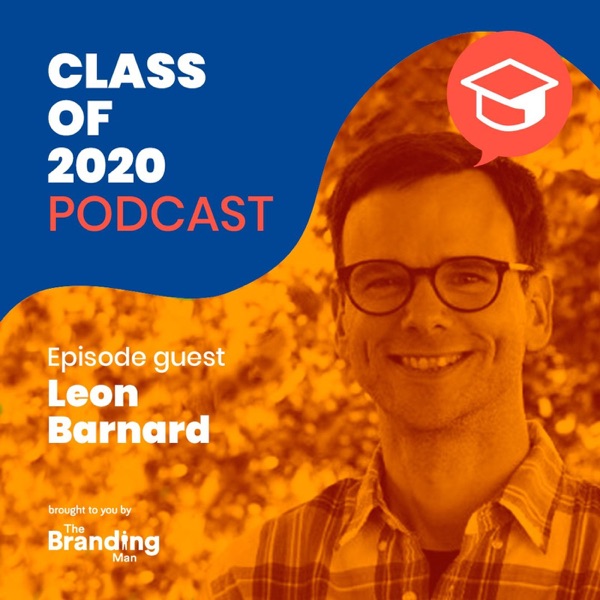 CLASS
OF
2020
PODCAST
Episode guest
Leon
Barnard
brought to you by
The
Branding
Man